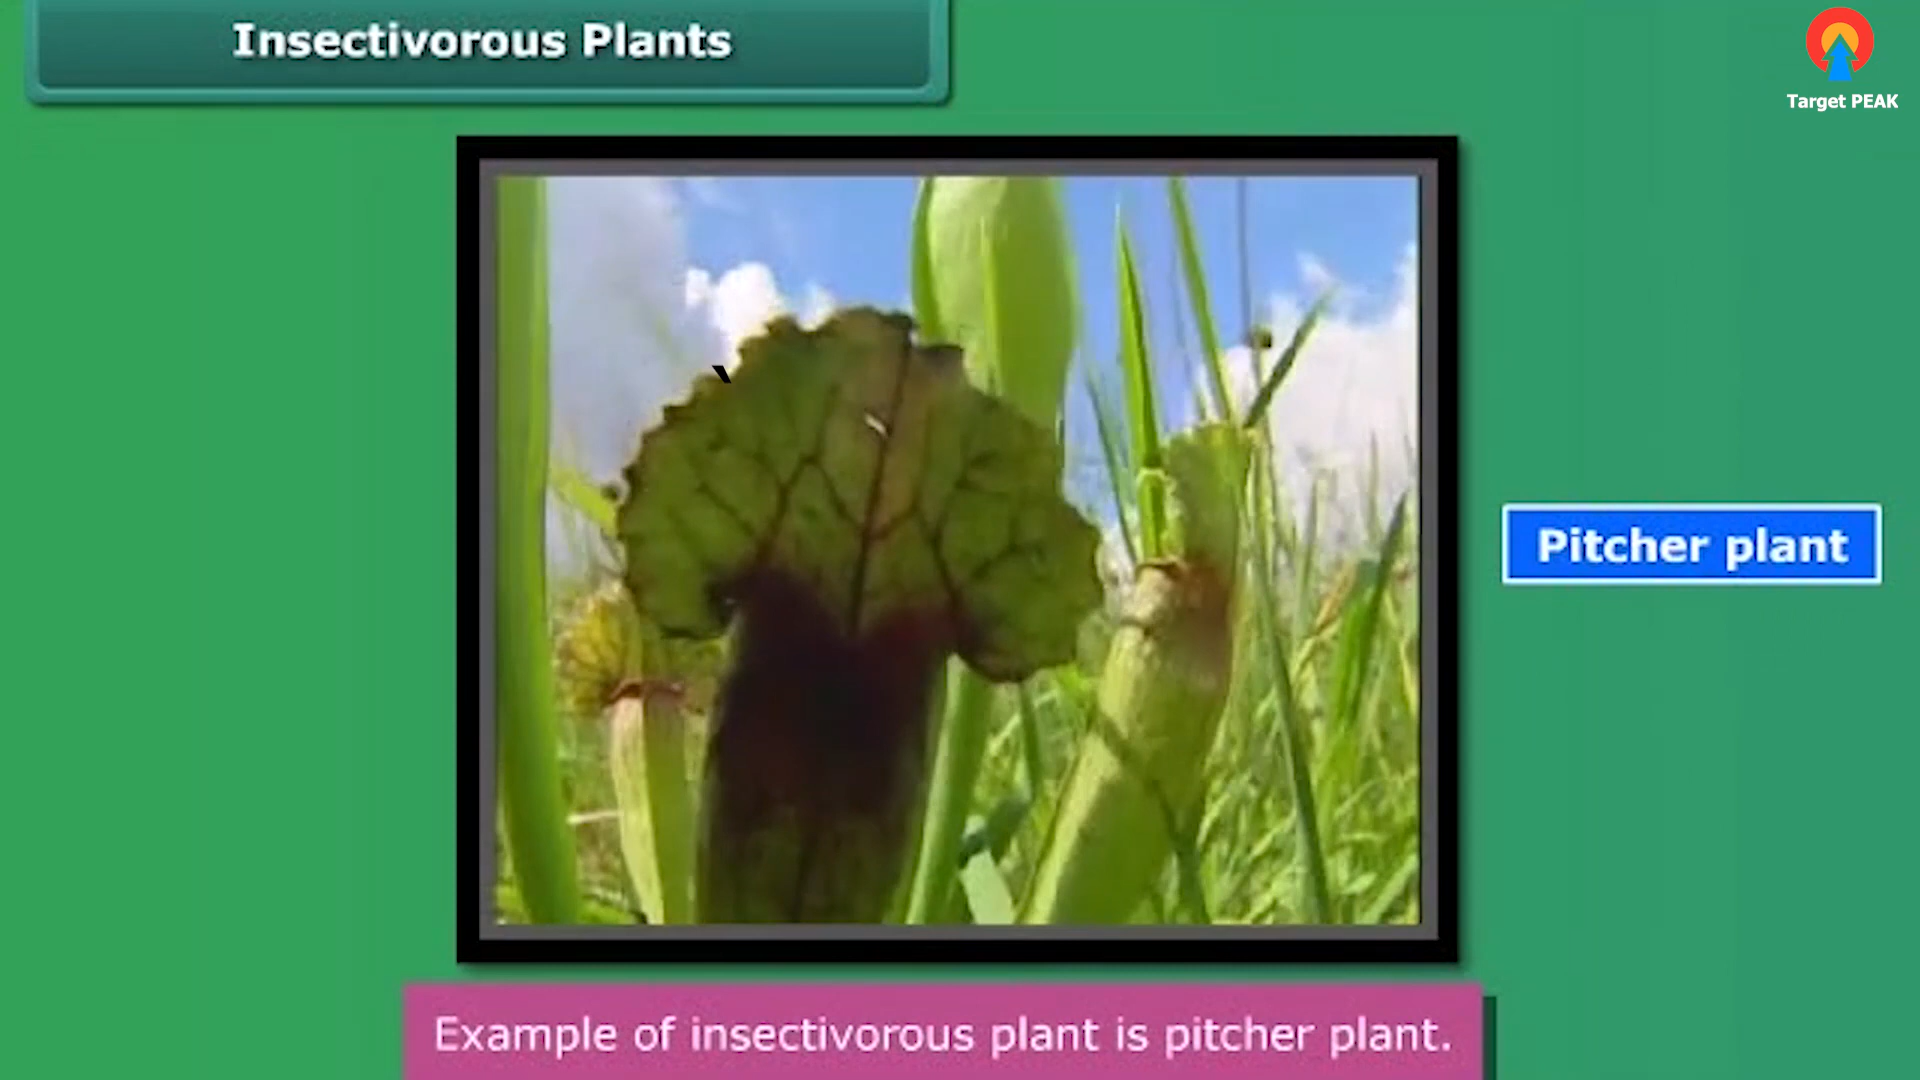 Insectivorous Plants
Target PEAK
Pitcher plant
Example of insectivorous plant is pitcher plant.